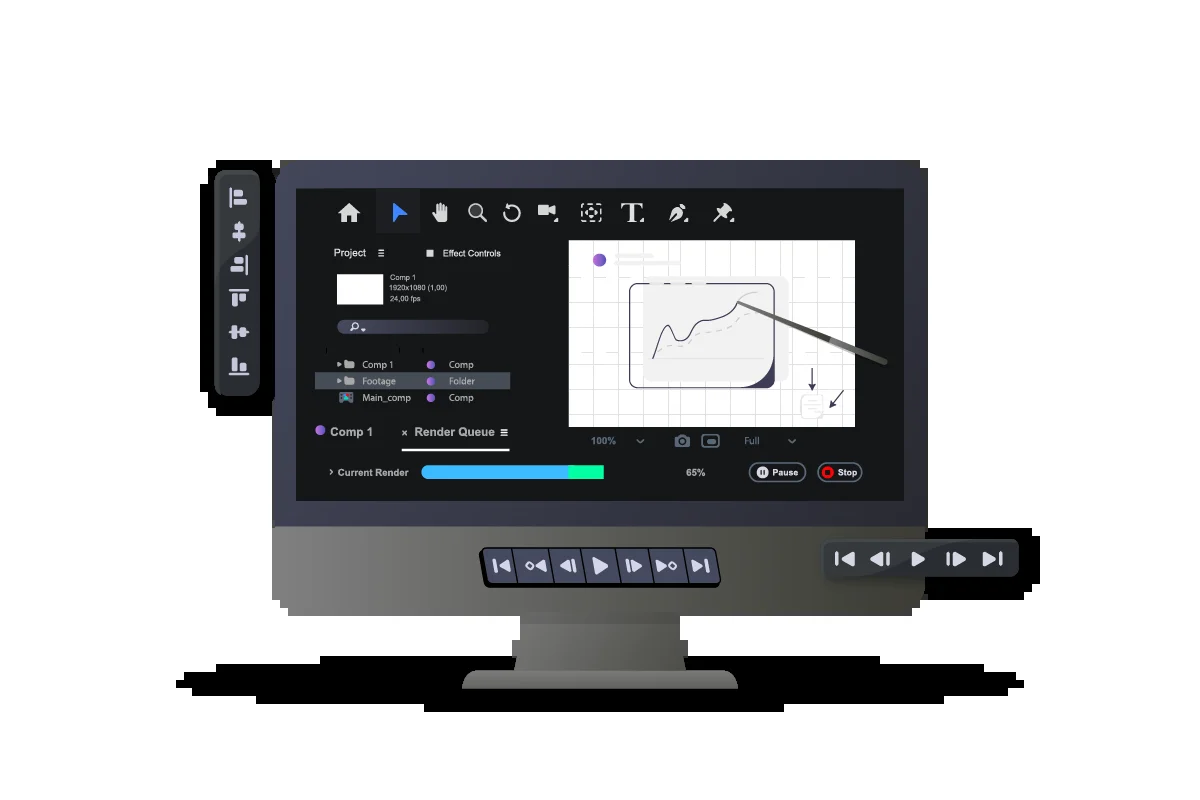 T
Project
Effect Controls
Comp 1
1920x1080 (1,00)
24,00 fps
Comp 1 Comp
Footage Folder
Main_comp Comp
Comp 1
× Render Queue
100%
Full
Current Render
65%
Pause
Stop